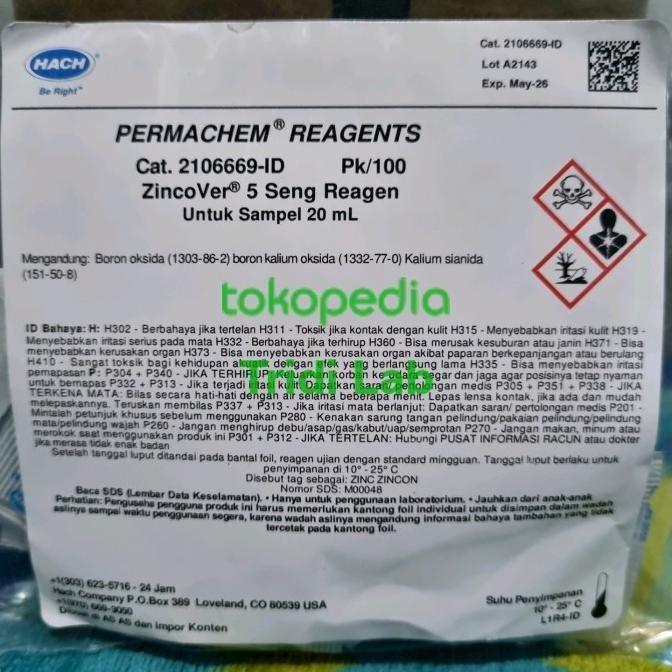 HACH
Be Right™
Cat. 2106669-ID
Lot A2143
Exp. May-26
PERMACHEM® REAGENTS
Cat. 2106669-ID Pk/100
ZincoVer® 5 Seng Reagen
Untuk Sampel 20 mL
Mengandung: Boron oksida (1303-86-2) boron kalium oksida (1332-77-0) Kalium sianida
(151-50-8)
tokopedia
ID Bahaya: H: H302 - Berbahaya jika tertelan H311 - Toksik jika kontak dengan kulit H315 - Menyebabkan iritasi kulit H319 -
Menyebabkan iritasi serius pada mata H332 - Berbahaya jika terhirup H360 - Bisa merusak kesuburan atau janin H371 - Bisa
menyebabkan kerusakan organ H373 - Bisa menyebabkan kerusakan organ akibat paparan berkepanjangan atau berulang
H410 - Sangat toksik bagi kehidupan dengan efek yang berlangsung lama H335 - Bisa menyebabkan iritasi
Tridi Lab
pernapasan P: P304 + P340 - JIKA TERHIRUP: korban ke udara segar dan jaga agar posisinya tetap nyaman
untuk bernapas P332 + P313 - Jika terjadi iritasi medis P305 + P351 + P338 - JIKA
TERKENA MATA: Bilas secara hati-hati dengan air selama beberapa menit. Lepas lensa kontak, jika ada dan mudah
melepaskannya. Teruskan membilas P337 + P313 - Jika iritasi mata berlanjut: Dapatkan saran/ pertolongan medis P201 -
Mintalah petunjuk khusus sebelum menggunakan P280 - Kenakan sarung tangan pelindung/pakaian pelindung/pelindung
mata/pelindung wajah P260 - Jangan menghirup debu/asap/gas/kabut/uap/semprotan P270 - Jangan makan, minum atau
merokok saat menggunakan produk ini P301 + P312 - JIKA TERTELAN: Hubungi PUSAT INFORMASI RACUN atau dokter
jika merasa tidak enak badan
Setelah tanggal luput ditandai pada bantal foil, reagen ujian dengan standard mingguan. Tanggal luput berlaku untuk
penyimpanan di 10° - 25° C
Disebut tag sebagai: ZINC ZINCON
Nomor SDS: M00048
Baca SDS (Lembar Data Keselamatan). • Hanya untuk penggunaan laboratorium. • Jauhkan dari anak-anak
Perhatian: Pengusaha pengguna produk ini harus memerlukan kantong foil individual untuk disimpan dalam wadah
aslinya sampai waktu penggunaan segera, karena wadah aslinya mengandung informasi bahaya tambahan yang tidak
tercetak pada kantong foil.
+1(303) 623-5716 - 24 Jam
Hach Company P.O.Box 389 Loveland, CO 80539 USA
+1(970) 669-3050
Dibuat di AS AS dan Impor Konten
Suhu Penyimpanan
10° - 25° C
L1R4-ID